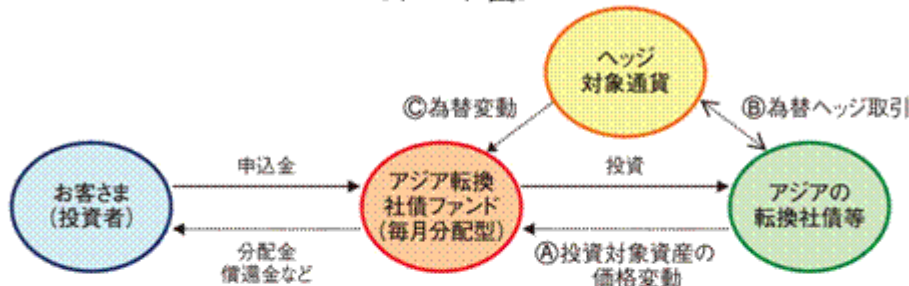 ヘッジ
対象通貨
Ⓒ為替変動
Ⓑ為替ヘッジ取引
お客さま
(投資者)
申込金
分配金
償還金など
アジア転換
社債ファンド
(毎月分配型)
投資
Ⓐ投資対象資産の
価格変動
アジアの
転換社債等